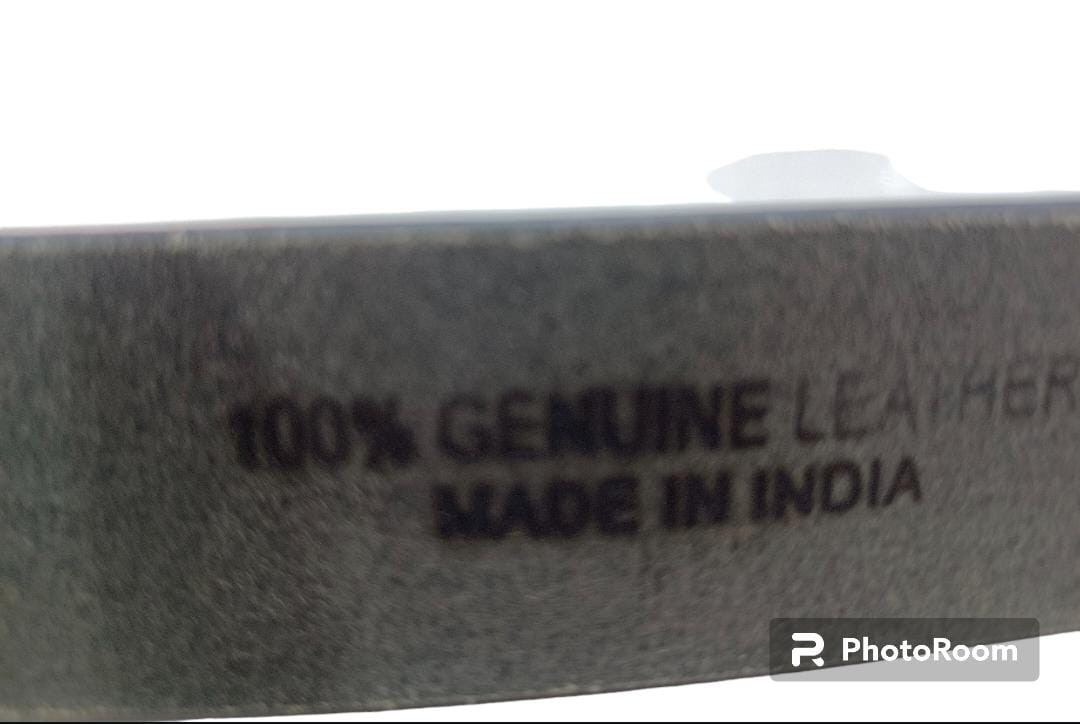 100% GENUINE LEATHER
MADE IN INDIA
PhotoRoom